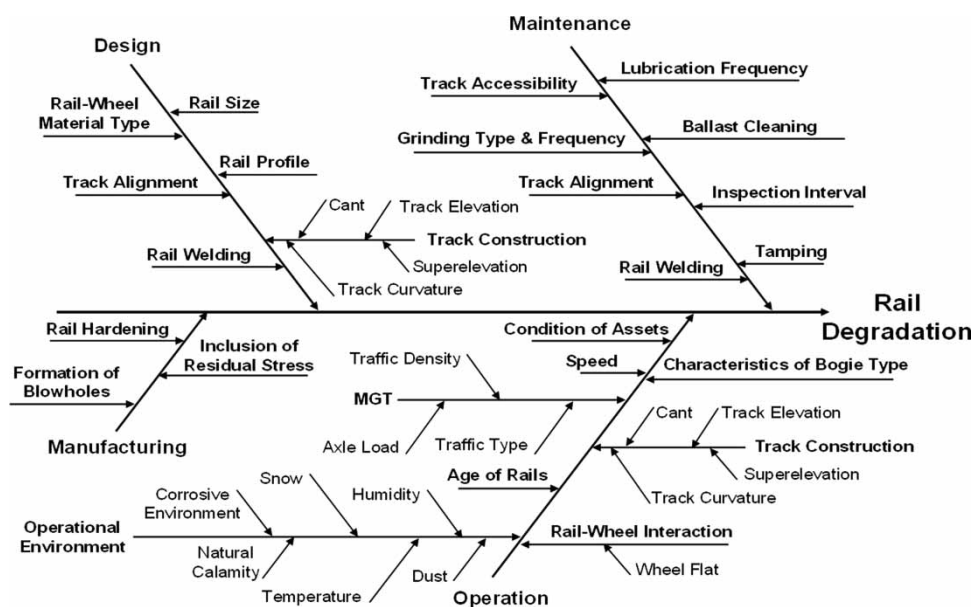 Maintenance
Design
Lubrication Frequency
Track Accessibility
Rail-Wheel
Material Type
Rail Size
Ballast Cleaning
Grinding Type & Frequency
Rail Profile
Track Alignment
Track Alignment
Inspection Interval
Cant
Track Elevation
Track Construction
Rail Welding
Superelevation
Tamping
Rail Welding
Track Curvature
Rail
Degradation
Rail Hardening
Condition of Assets
Inclusion of
Residual Stress
Traffic Density
Speed
Characteristics of Bogie Type
Formation of
Blowholes
MGT
Cant
Track Elevation
Manufacturing
Axle Load
Traffic Type
Track Construction
Age of Rails
Superelevation
Snow
Humidity
Track Curvature
Corrosive
Environment
Operational
Environment
Rail-Wheel Interaction
Natural
Calamity
Dust
Wheel Flat
Temperature
Operation